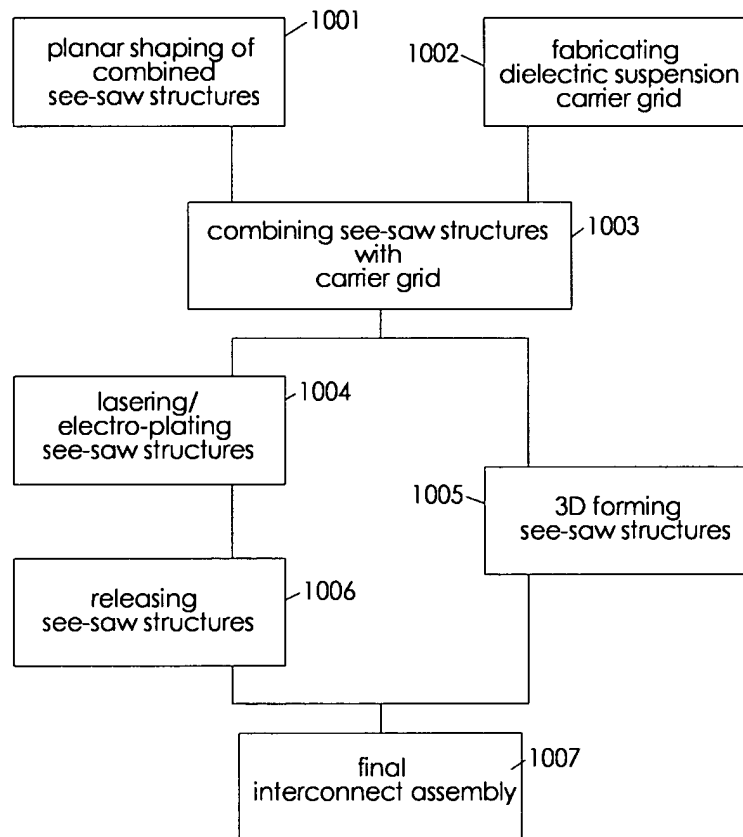 1001
planar shaping of
combined
see-saw structures
1002
fabricating
dielectric suspension
carrier grid
combining see-saw structures
with
carrier grid
1003
1004
lasering/
electro-plating
see-saw structures
1005
3D forming
see-saw structures
1006
releasing
see-saw structures
1007
final
interconnect assembly